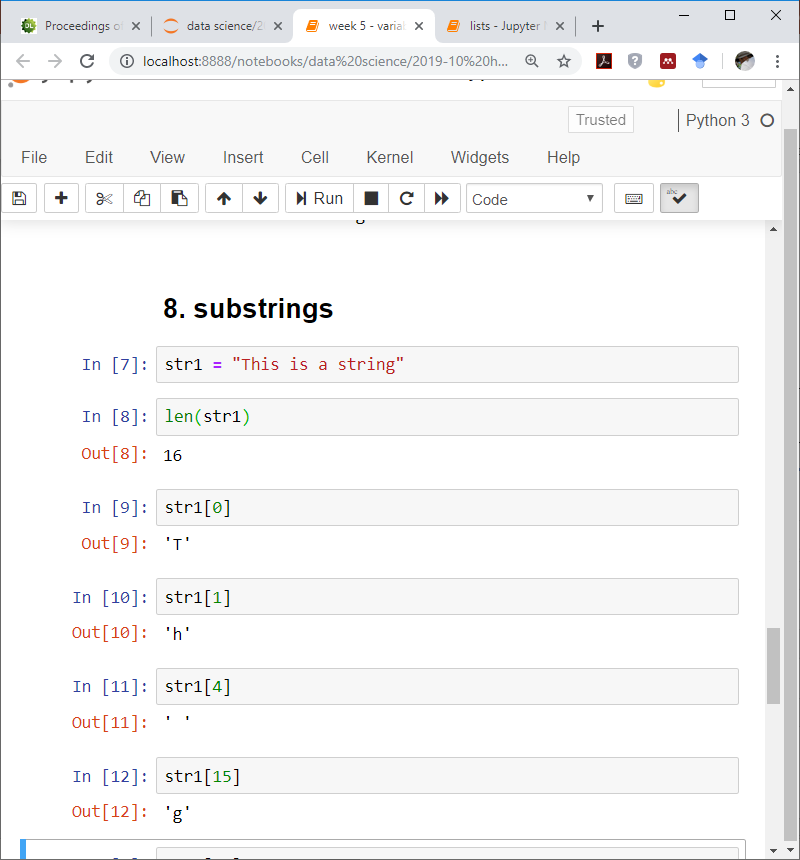 Proceedings of
data science/2
week 5 - varia
lists - Jupyter
localhost:8888/notebooks/data%20science/2019-10%20h...
Trusted
Python 3
File Edit View Insert Cell Kernel Widgets Help
Run
Code
abc
8. substrings
In [7]: str1 = "This is a string"
In [8]: len(str1)
Out[8]: 16
In [9]: str1[0]
Out[9]: 'T'
In [10]: str1[1]
Out[10]: 'h'
In [11]: str1[4]
Out[11]: ' '
In [12]: str1[15]
Out[12]: 'g'